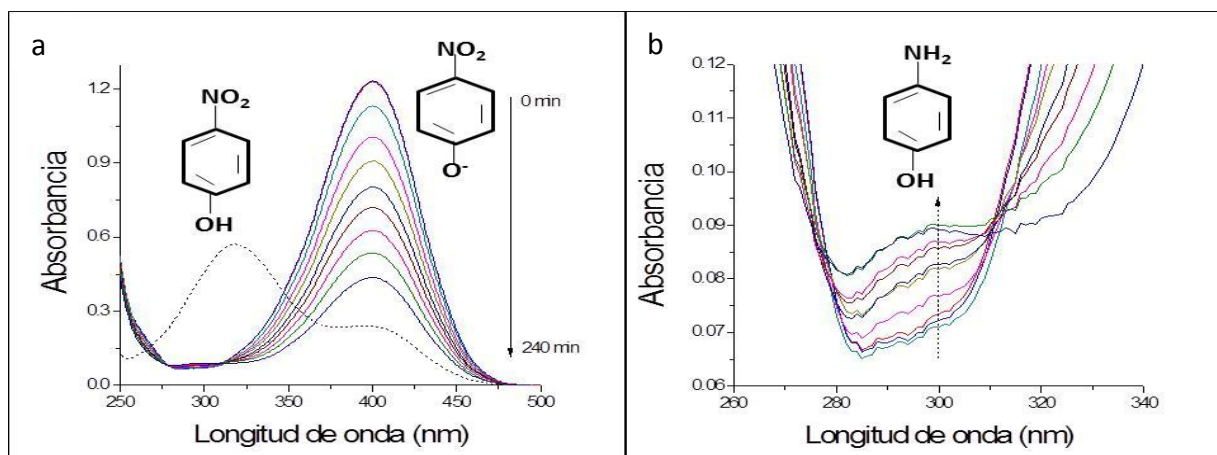 a
NO2
OH
NO2
O-
0 min
240 min
1.2
0.9
0.6
0.3
0.0
Absorbancia
250 300 350 400 450 500
Longitud de onda (nm)
b
NH2
OH
0.12
0.11
0.10
0.09
0.08
0.07
0.06
Absorbancia
260 280 300 320 340
Longitud de onda (nm)